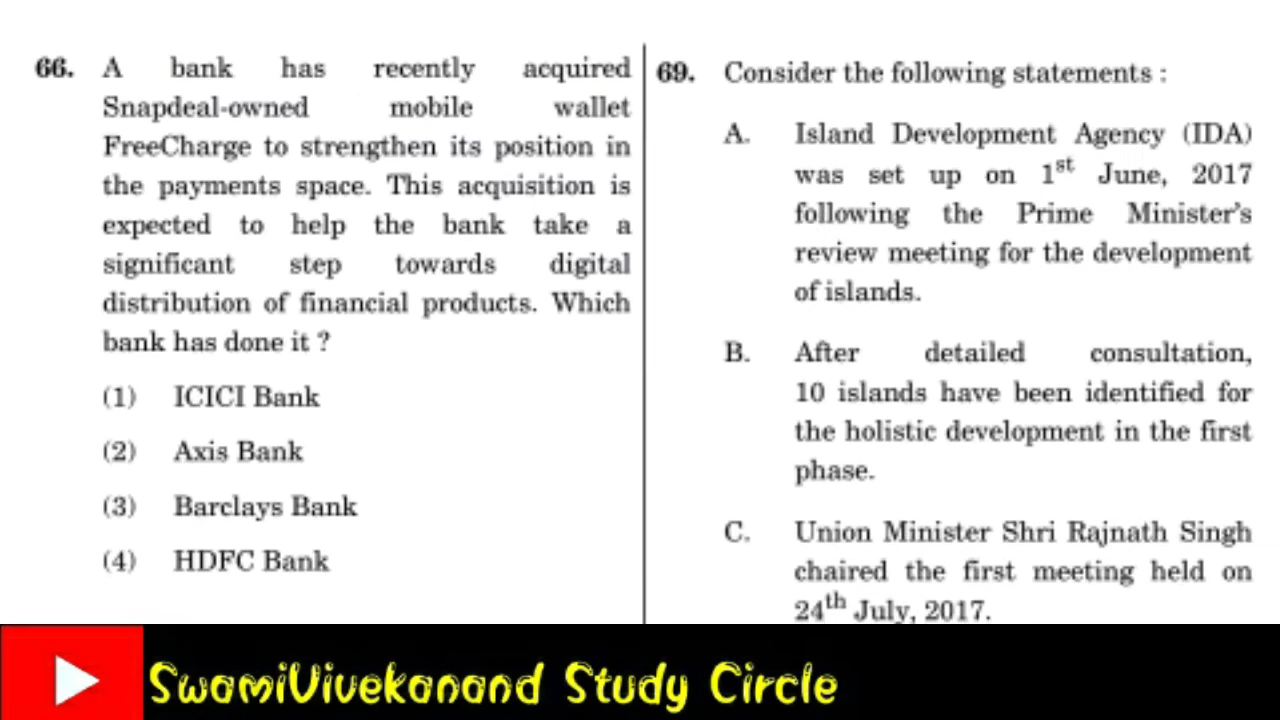 66. A bank has recently acquired
Snapdeal-owned mobile wallet
FreeCharge to strengthen its position in
the payments space. This acquisition is
expected to help the bank take a
significant step towards digital
distribution of financial products. Which
bank has done it ?
(1) ICICI Bank
(2) Axis Bank
(3) Barclays Bank
(4) HDFC Bank
69. Consider the following statements :
A. Island Development Agency (IDA)
was set up on 1st June, 2017
following the Prime Minister's
review meeting for the development
of islands.
B. After detailed consultation,
10 islands have been identified for
the holistic development in the first
phase.
C. Union Minister Shri Rajnath Singh
chaired the first meeting held on
24th July, 2017.
SwamiVivekanand Study Circle